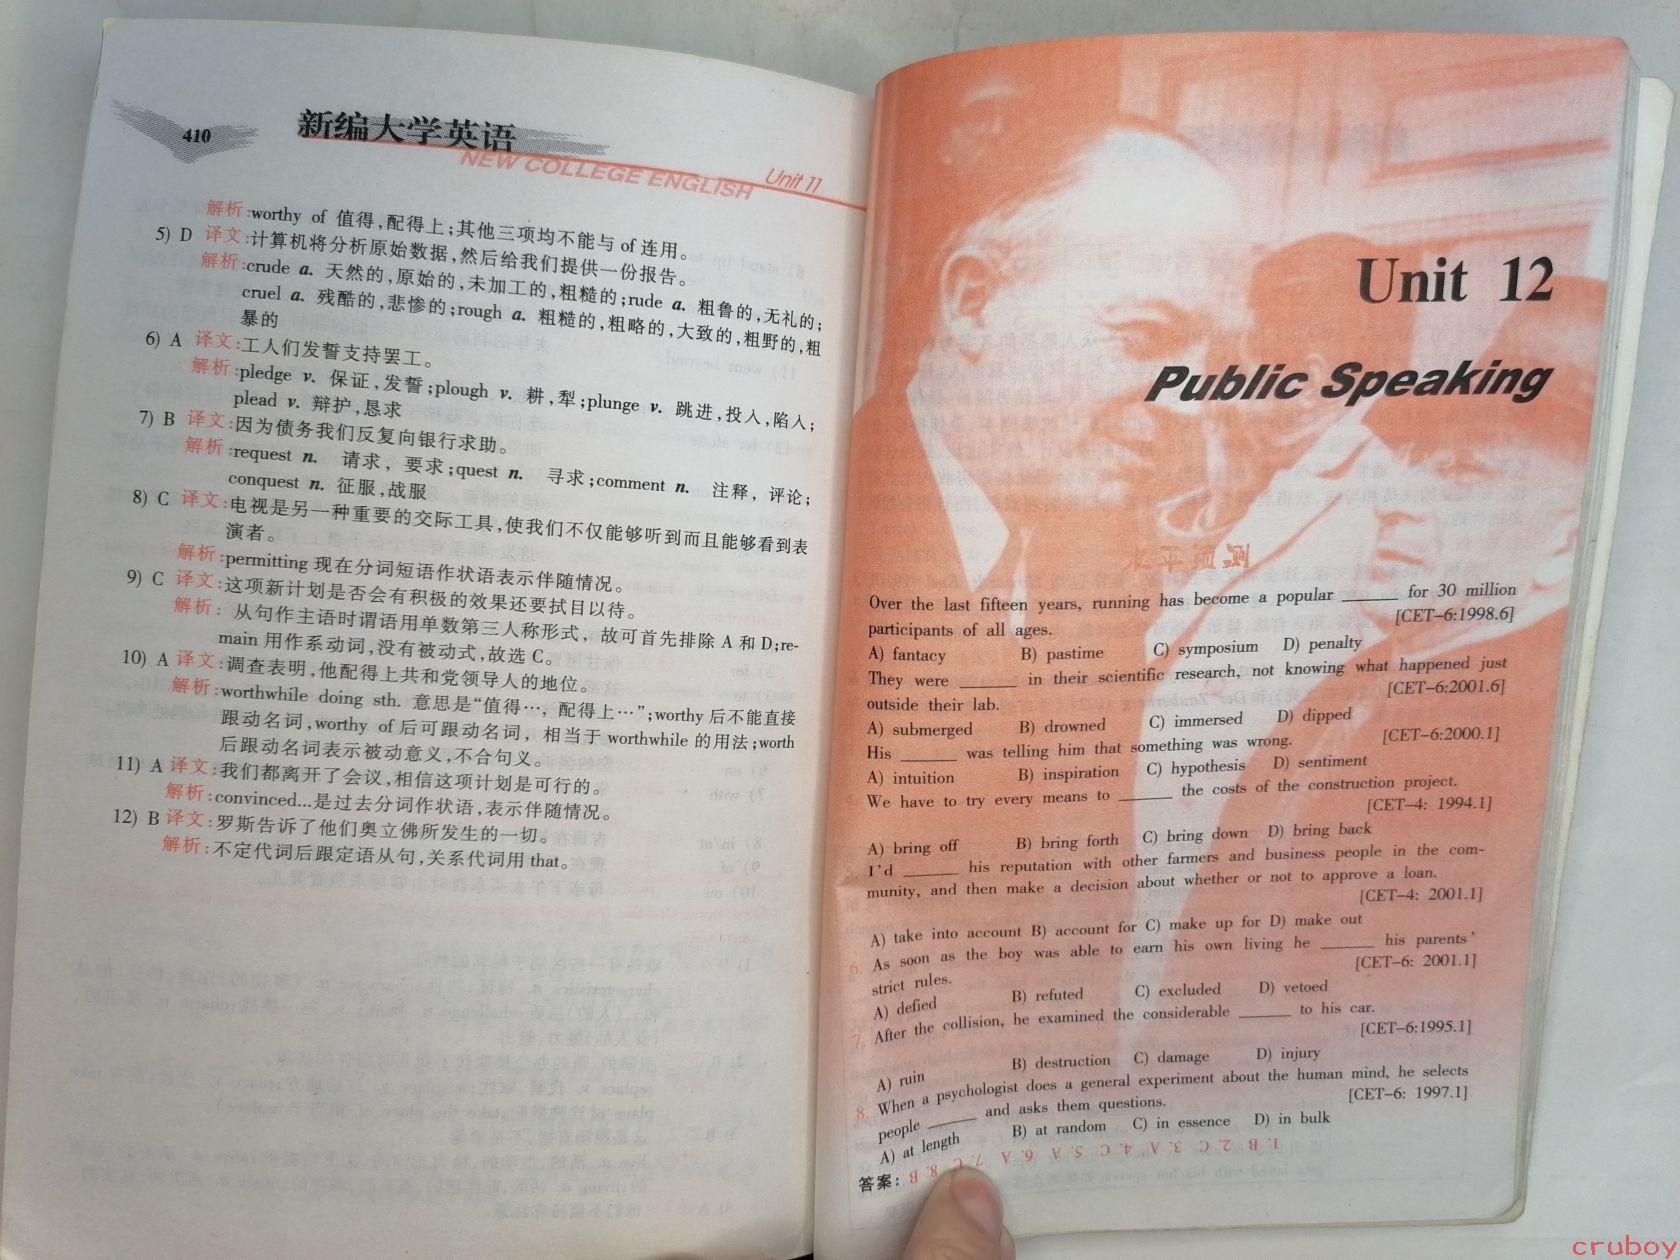 410
新编大学英语
NEW COLLEGE ENGLISH
Unit 11
解析:worthy of 值得,配得上;其他三项均不能与 of 连用。
5) D 译文:计算机将分析原始数据,然后给我们提供一份报告。
解析:crude a. 天然的,原始的,未加工的,粗糙的;rude a. 粗鲁的,无礼的;
cruel a. 残酷的,悲惨的;rough a. 粗糙的,粗略的,大致的,粗野的,粗
暴的
6) A 译文:工人们发誓支持罢工。
解析:pledge v. 保证,发誓;plough v. 耕,犁;plunge v. 跳进,投入,陷入;
plead v. 辩护,恳求
7) B 译文:因为债务我们反复向银行求助。
解析:request n. 请求, 要求;quest n. 寻求;comment n. 注释, 评论;
conquest n. 征服,战服
8) C 译文:电视是另一种重要的交际工具,使我们不仅能够听到而且能够看到表
演者。
解析:permitting 现在分词短语作状语表示伴随情况。
9) C 译文:这项新计划是否会有积极的效果还要拭目以待。
解析: 从句作主语时谓语用单数第三人称形式, 故可首先排除 A 和 D;re-
main 用作系动词,没有被动式,故选 C。
10) A 译文:调查表明,他配得上共和党领导人的地位。
解析:worthwhile doing sth. 意思是“值得…, 配得上…”;worthy 后不能直接
跟动名词,worthy of 后可跟动名词, 相当于 worthwhile 的用法;worth
后跟动名词表示被动意义,不合句义。
11) A 译文:我们都离开了会议,相信这项计划是可行的。
解析:convinced...是过去分词作状语,表示伴随情况。
12) B 译文:罗斯告诉了他们奥立佛所发生的一切。
解析:不定代词后跟定语从句,关系代词用 that。
Unit 12
Public Speaking
水平预测
Over the last fifteen years, running has become a popular ______ for 30 million
participants of all ages. [CET-6:1998.6]
A) fantacy B) pastime C) symposium D) penalty
They were ______ in their scientific research, not knowing what happened just
outside their lab. [CET-6:2001.6]
A) submerged B) drowned C) immersed D) dipped
His ______ was telling him that something was wrong. [CET-6:2000.1]
A) intuition B) inspiration C) hypothesis D) sentiment
4. We have to try every means to ______ the costs of the construction project.
[CET-4: 1994.1]
A) bring off B) bring forth C) bring down D) bring back
5. I'd ______ his reputation with other farmers and business people in the com-
munity, and then make a decision about whether or not to approve a loan.
[CET-4: 2001.1]
A) take into account B) account for C) make up for D) make out
6. As soon as the boy was able to earn his own living he ______ his parents'
strict rules. [CET-6: 2001.1]
A) defied B) refuted C) excluded D) vetoed
7. After the collision, he examined the considerable ______ to his car.
[CET-6:1995.1]
A) ruin B) destruction C) damage D) injury
8. When a psychologist does a general experiment about the human mind, he selects
people ______ and asks them questions. [CET-6: 1997.1]
A) at length B) at random C) in essence D) in bulk
答案: 1. B 2. C 3. A 4. C 5. A 6. A 7. C 8. B
cruboy